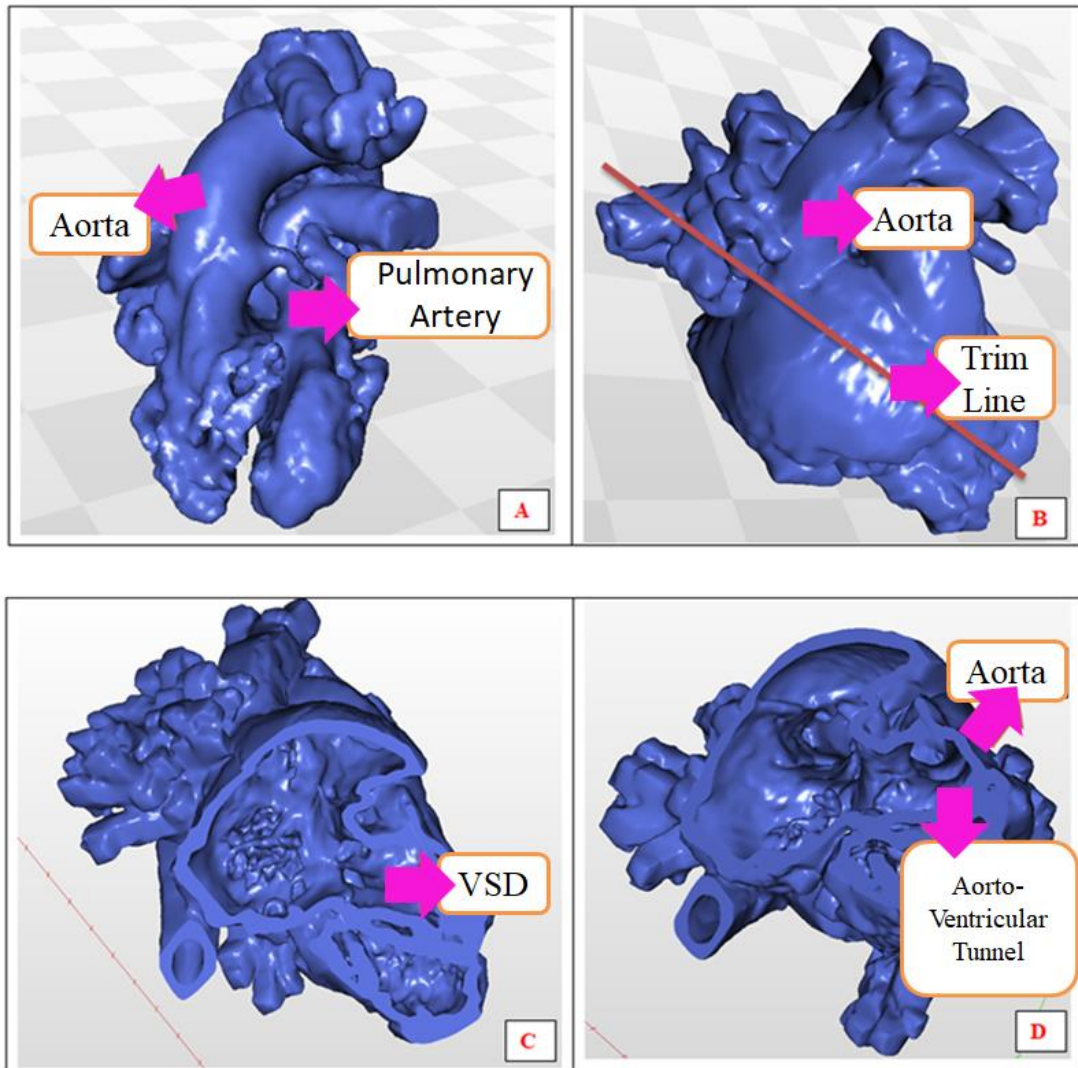 Aorta
Pulmonary
Artery
A
Aorta
Trim
Line
B
VSD
C
Aorta
Aorto-
Ventricular
Tunnel
D